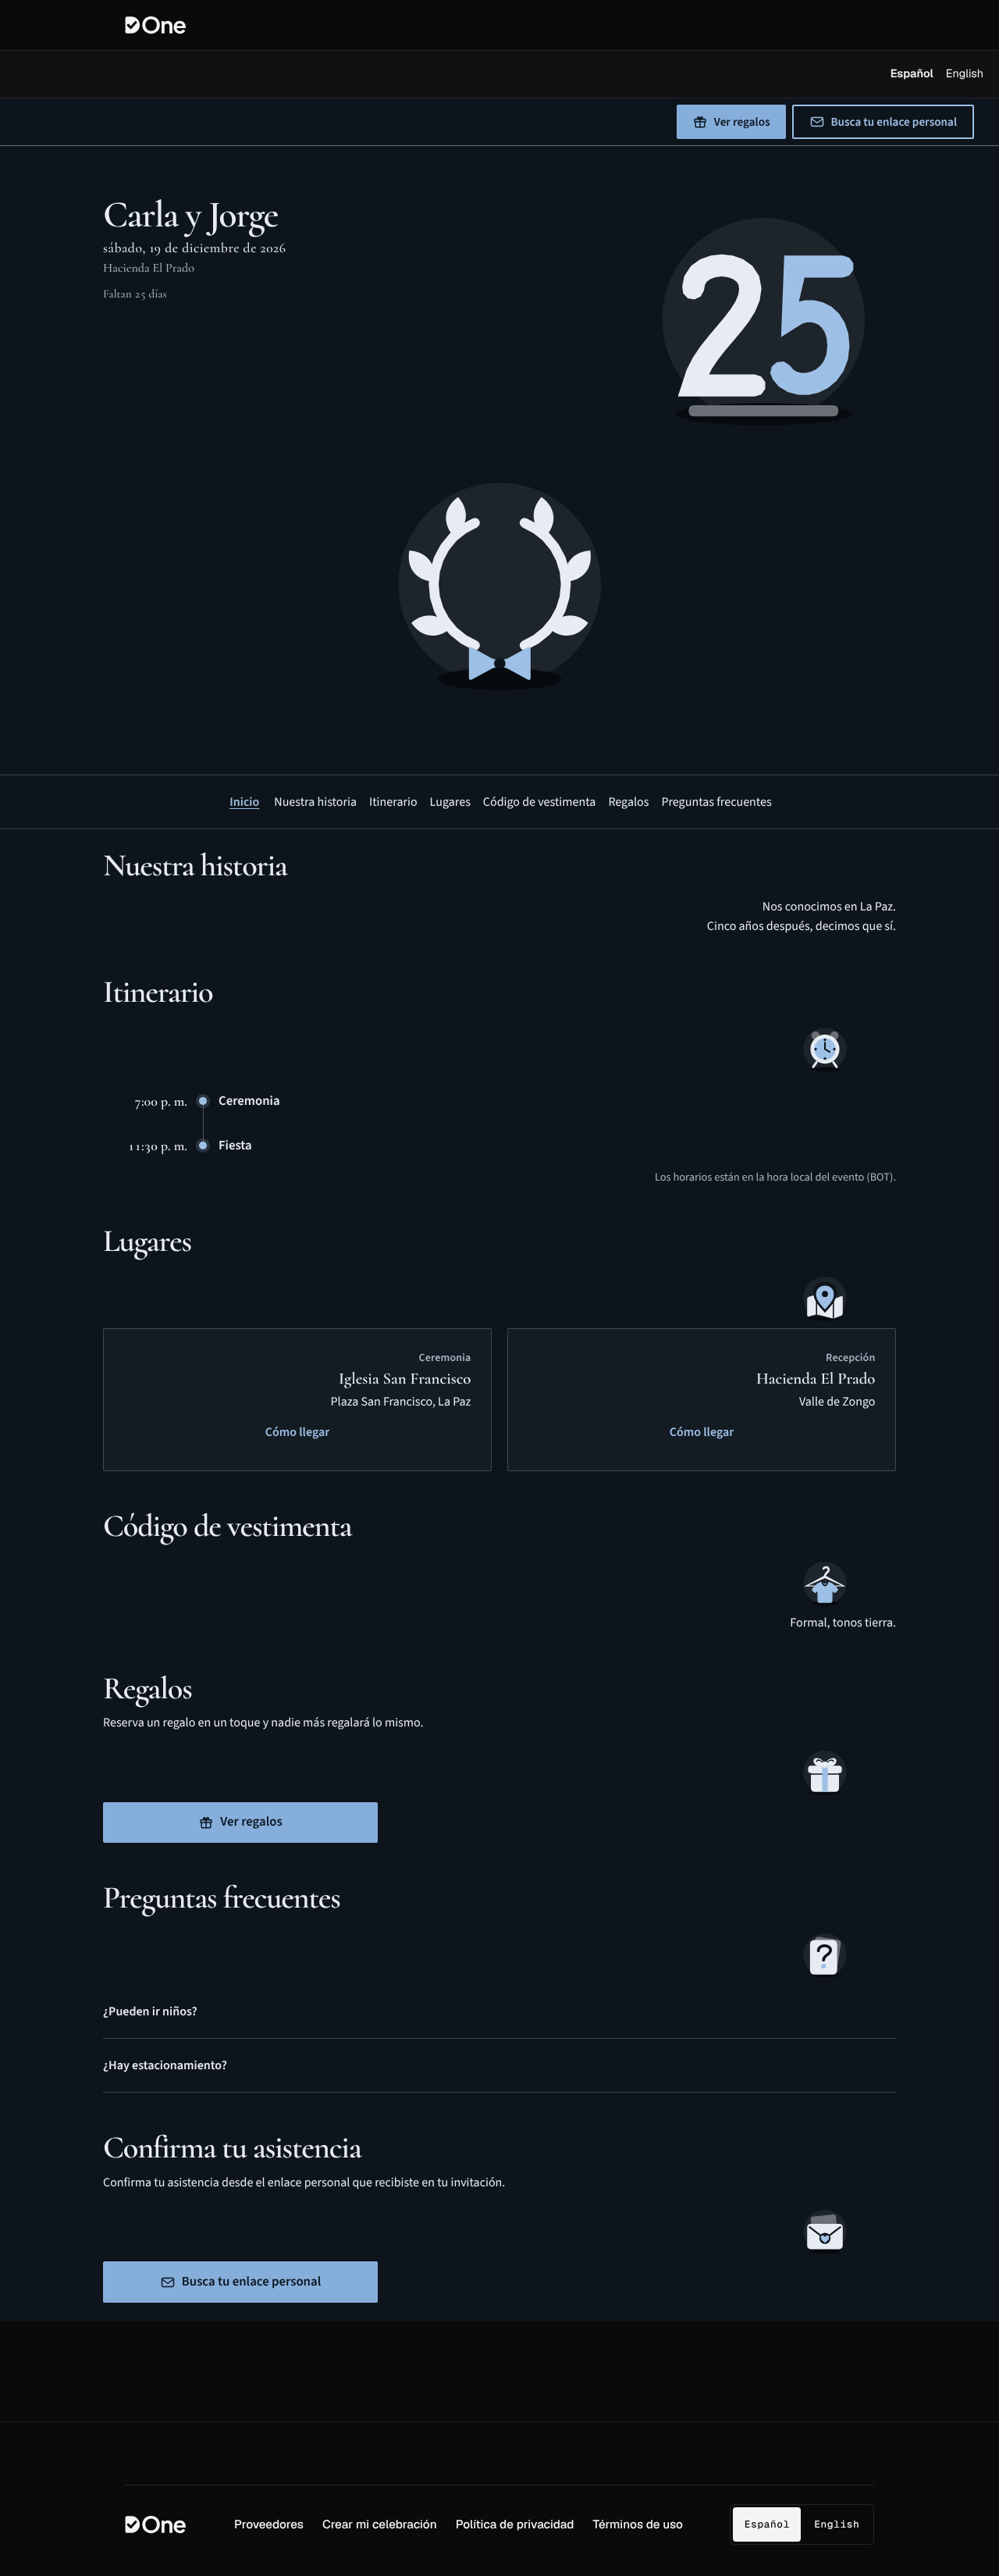 One
Español English
Ver regalos Busca tu enlace personal
Carla y Jorge
sábado, 19 de diciembre de 2026
Hacienda El Prado
Faltan 25 días
25
Inicio Nuestra historia Itinerario Lugares Código de vestimenta Regalos Preguntas frecuentes
Nuestra historia
Nos conocimos en La Paz.
Cinco años después, decimos que sí.
Itinerario
7:00 p. m. Ceremonia
11:30 p. m. Fiesta
Los horarios están en la hora local del evento (BOT).
Lugares
Ceremonia
Iglesia San Francisco
Plaza San Francisco, La Paz
Cómo llegar
Recepción
Hacienda El Prado
Valle de Zongo
Cómo llegar
Código de vestimenta
Formal, tonos tierra.
Regalos
Reserva un regalo en un toque y nadie más regalará lo mismo.
Ver regalos
Preguntas frecuentes
?
¿Pueden ir niños?
¿Hay estacionamiento?
Confirma tu asistencia
Confirma tu asistencia desde el enlace personal que recibiste en tu invitación.
Busca tu enlace personal
One Proveedores Crear mi celebración Política de privacidad Términos de uso Español English